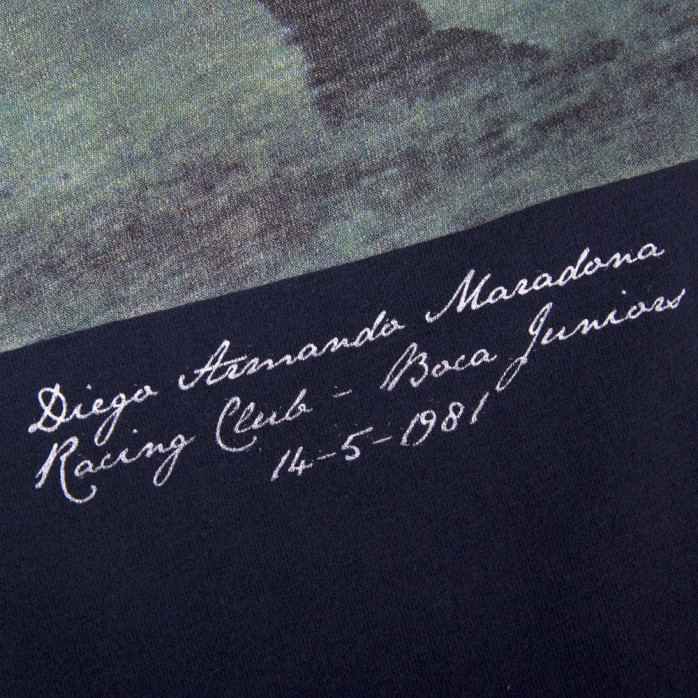 Diego Armando Maradona
Racing Club - Boca Juniors
14-5-1981